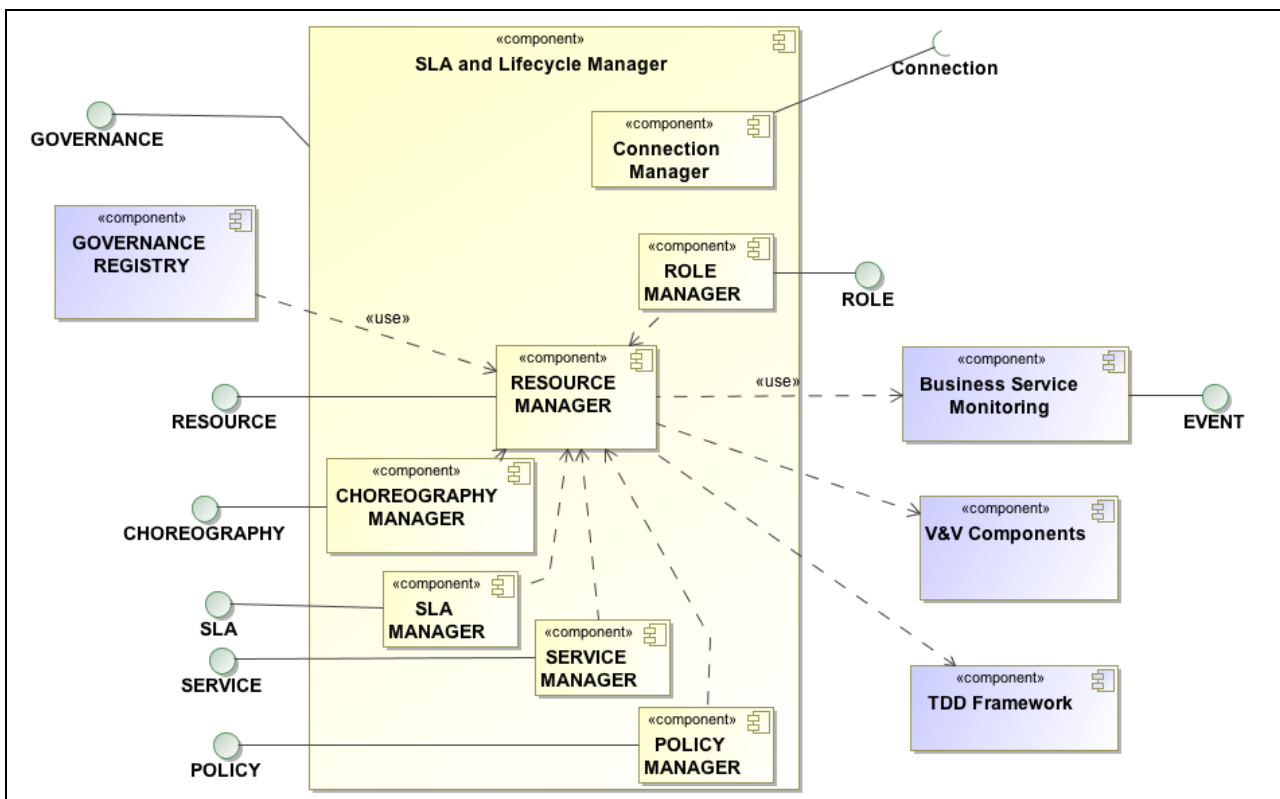 «component»
SLA and Lifecycle Manager
Connection
«component»
Connection
Manager
GOVERNANCE
«component»
GOVERNANCE
REGISTRY
«component»
ROLE
MANAGER
ROLE
«use»
«component»
RESOURCE
MANAGER
«use»
«component»
Business Service
Monitoring
EVENT
RESOURCE
«component»
CHOREOGRAPHY
MANAGER
CHOREOGRAPHY
«component»
V&V Components
«component»
SLA
MANAGER
SLA
«component»
SERVICE
MANAGER
SERVICE
«component»
TDD Framework
«component»
POLICY
MANAGER
POLICY